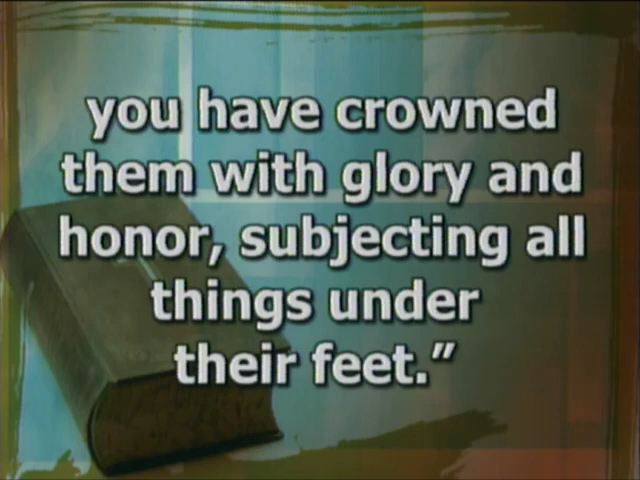 you have crowned
them with glory and
honor, subjecting all
things under
their feet.”